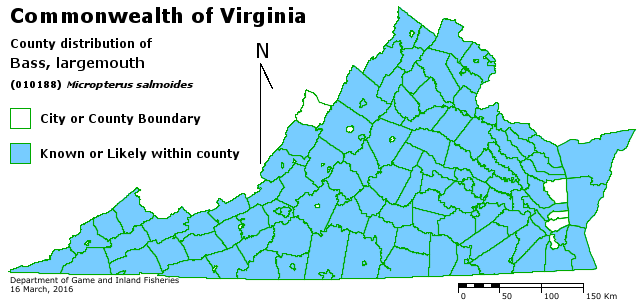 Commonwealth of Virginia
County distribution of
Bass, largemouth
(010188) Micropterus salmoides
N
City or County Boundary
Known or Likely within county
Department of Game and Inland Fisheries
16 March, 2016
0 50 100 150 Km